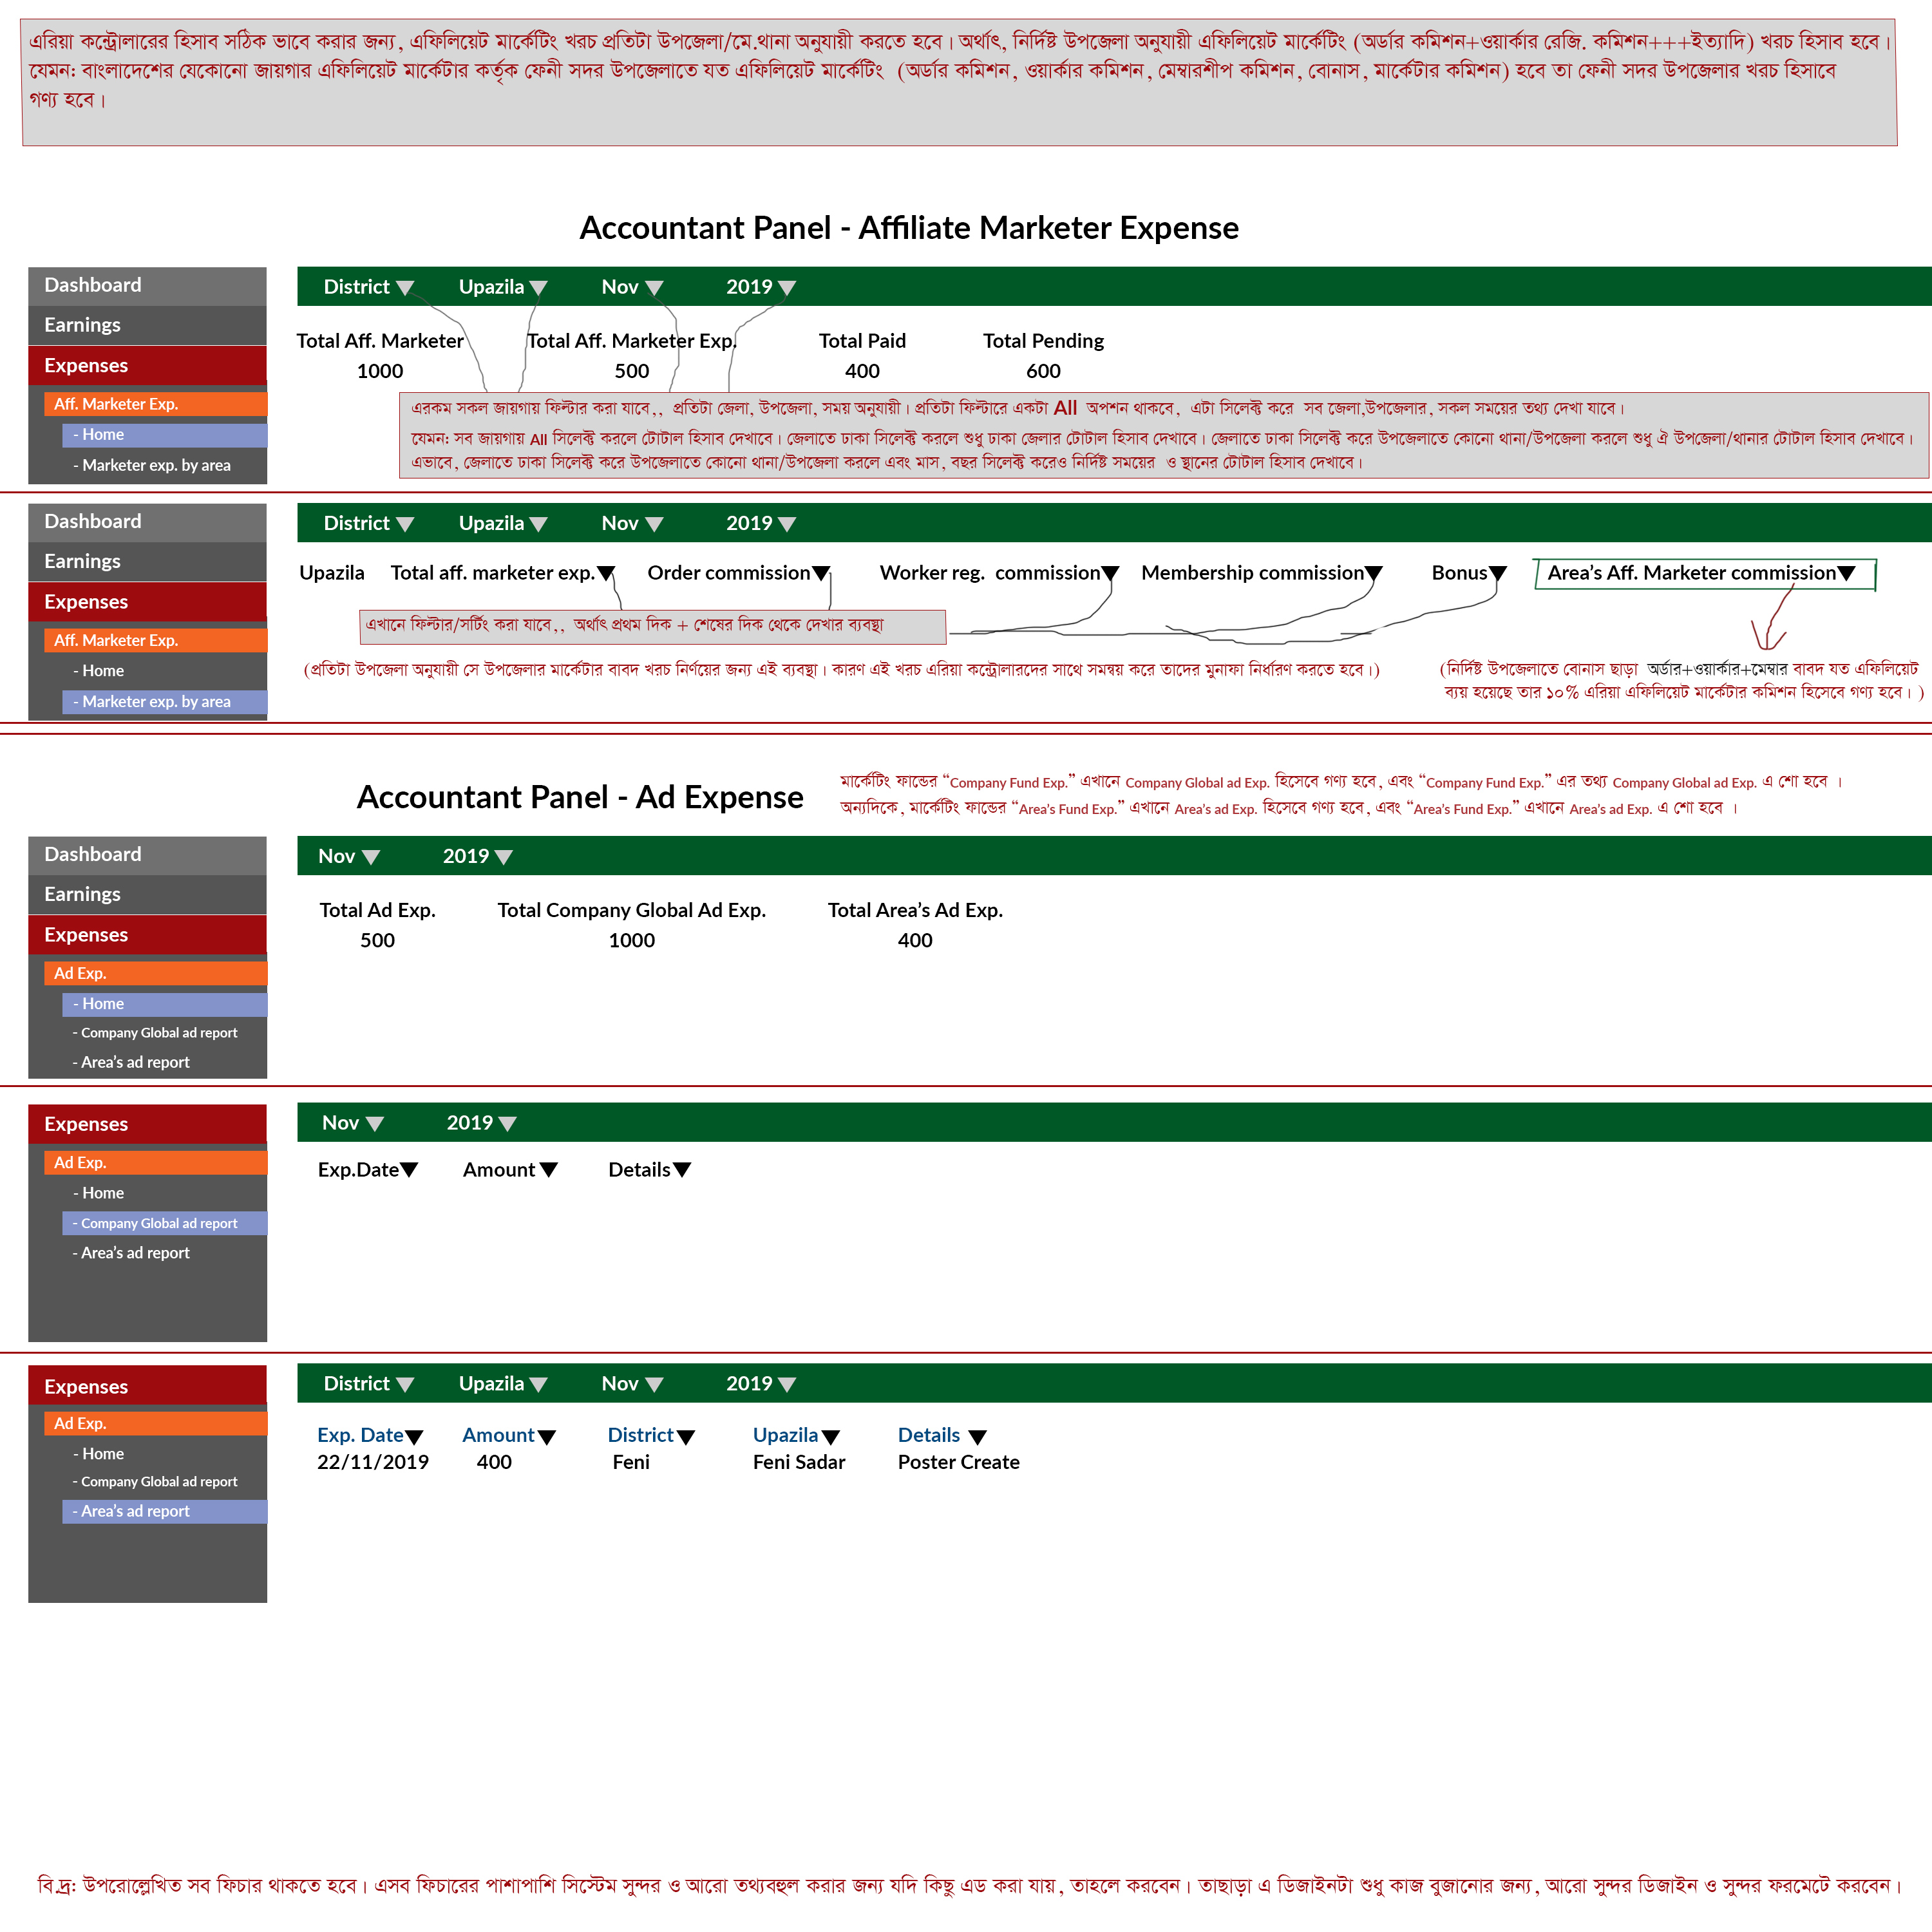 এরিয়া কন্ট্রোলারের হিসাব সঠিক ভাবে করার জন্য, এফিলিয়েট মার্কেটিং খরচ প্রতিটা উপজেলা/মে.থানা অনুযায়ী করতে হবে। অর্থাৎ, নির্দিষ্ট উপজেলা অনুযায়ী এফিলিয়েট মার্কেটিং (অর্ডার কমিশন+ওয়ার্কার রেজি. কমিশন+++ইত্যাদি) খরচ হিসাব হবে।
যেমন: বাংলাদেশের যেকোনো জায়গার এফিলিয়েট মার্কেটার কর্তৃক ফেনী সদর উপজেলাতে যত এফিলিয়েট মার্কেটিং (অর্ডার কমিশন, ওয়ার্কার কমিশন, মেম্বারশীপ কমিশন, বোনাস, মার্কেটার কমিশন) হবে তা ফেনী সদর উপজেলার খরচ হিসাবে
গণ্য হবে।
Accountant Panel - Affiliate Marketer Expense
Dashboard
Earnings
Expenses
Aff. Marketer Exp.
- Home
- Marketer exp. by area
District Upazila Nov 2019
Total Aff. Marketer Total Aff. Marketer Exp. Total Paid Total Pending
1000 500 400 600
এরকম সকল জায়গায় ফিল্টার করা যাবে,, প্রতিটা জেলা, উপজেলা, সময় অনুযায়ী। প্রতিটা ফিল্টারে একটা All অপশন থাকবে, এটা সিলেক্ট করে সব জেলা,উপজেলার, সকল সময়ের তথ্য দেখা যাবে।
যেমন: সব জায়গায় All সিলেক্ট করলে টোটাল হিসাব দেখাবে। জেলাতে ঢাকা সিলেক্ট করলে শুধু ঢাকা জেলার টোটাল হিসাব দেখাবে। জেলাতে ঢাকা সিলেক্ট করে উপজেলাতে কোনো থানা/উপজেলা করলে শুধু ঐ উপজেলা/থানার টোটাল হিসাব দেখাবে।
এভাবে, জেলাতে ঢাকা সিলেক্ট করে উপজেলাতে কোনো থানা/উপজেলা করলে এবং মাস, বছর সিলেক্ট করেও নির্দিষ্ট সময়ের ও স্থানের টোটাল হিসাব দেখাবে।
Dashboard
Earnings
Expenses
Aff. Marketer Exp.
- Home
- Marketer exp. by area
District Upazila Nov 2019
Upazila Total aff. marketer exp. Order commission Worker reg. commission Membership commission Bonus Area's Aff. Marketer commission
এখানে ফিল্টার/সর্টিং করা যাবে,, অর্থাৎ প্রথম দিক + শেষের দিক থেকে দেখার ব্যবস্থা
(প্রতিটা উপজেলা অনুযায়ী সে উপজেলার মার্কেটার বাবদ খরচ নির্ণয়ের জন্য এই ব্যবস্থা। কারণ এই খরচ এরিয়া কন্ট্রোলারদের সাথে সমন্বয় করে তাদের মুনাফা নির্ধারণ করতে হবে।)
(নির্দিষ্ট উপজেলাতে বোনাস ছাড়া অর্ডার+ওয়ার্কার+মেম্বার বাবদ যত এফিলিয়েট
ব্যয় হয়েছে তার ১০% এরিয়া এফিলিয়েট মার্কেটার কমিশন হিসেবে গণ্য হবে। )
Accountant Panel - Ad Expense
মার্কেটিং ফান্ডের “Company Fund Exp.” এখানে Company Global ad Exp. হিসেবে গণ্য হবে, এবং “Company Fund Exp.” এর তথ্য Company Global ad Exp. এ শো হবে ।
অন্যদিকে, মার্কেটিং ফান্ডের “Area’s Fund Exp.” এখানে Area’s ad Exp. হিসেবে গণ্য হবে, এবং “Area’s Fund Exp.” এখানে Area’s ad Exp. এ শো হবে ।
Dashboard
Earnings
Expenses
Ad Exp.
- Home
- Company Global ad report
- Area’s ad report
Nov 2019
Total Ad Exp. Total Company Global Ad Exp. Total Area’s Ad Exp.
500 1000 400
Expenses
Ad Exp.
- Home
- Company Global ad report
- Area’s ad report
Nov 2019
Exp.Date Amount Details
Expenses
Ad Exp.
- Home
- Company Global ad report
- Area’s ad report
District Upazila Nov 2019
Exp. Date Amount District Upazila Details
22/11/2019 400 Feni Feni Sadar Poster Create
বি.দ্র: উপরোল্লেখিত সব ফিচার থাকতে হবে। এসব ফিচারের পাশাপাশি সিস্টেম সুন্দর ও আরো তথ্যবহুল করার জন্য যদি কিছু এড করা যায়, তাহলে করবেন। তাছাড়া এ ডিজাইনটা শুধু কাজ বুজানোর জন্য, আরো সুন্দর ডিজাইন ও সুন্দর ফরমেটে করবেন।